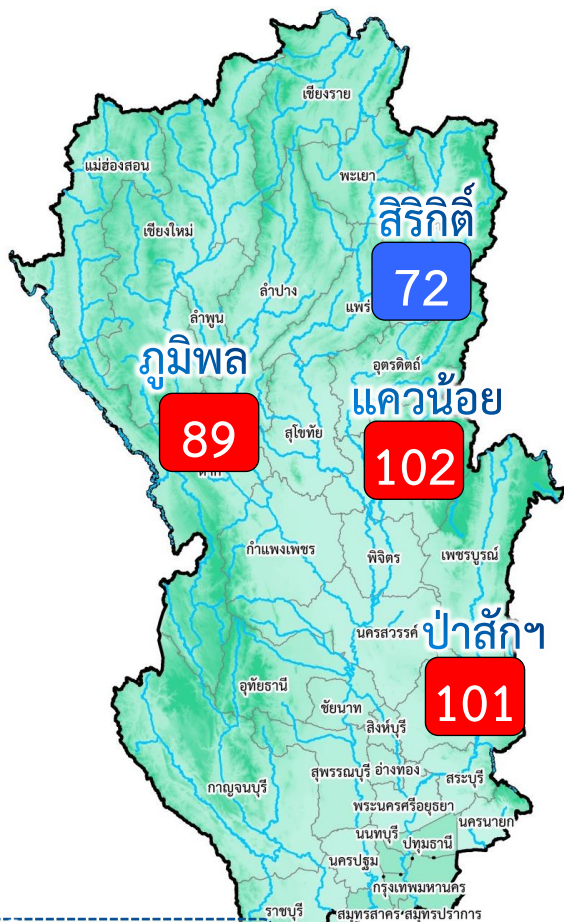 เชียงราย
แม่ฮ่องสอน
พะเยา
สิริกิติ์
เชียงใหม่
72
ลำปาง
แพร่
ลำพูน
ภูมิพล
อุตรดิตถ์
แควน้อย
89
สุโขทัย
102
ตาก
กำแพงเพชร
พิจิตร
เพชรบูรณ์
นครสวรรค์
ป่าสักฯ
อุทัยธานี
101
ชัยนาท
สิงห์บุรี
สุพรรณบุรี
อ่างทอง
สระบุรี
กาญจนบุรี
พระนครศรีอยุธยา
นครนายก
นนทบุรี
ปทุมธานี
นครปฐม
กรุงเทพมหานคร
ราชบุรี
สมุทรสาคร
สมุทรปราการ